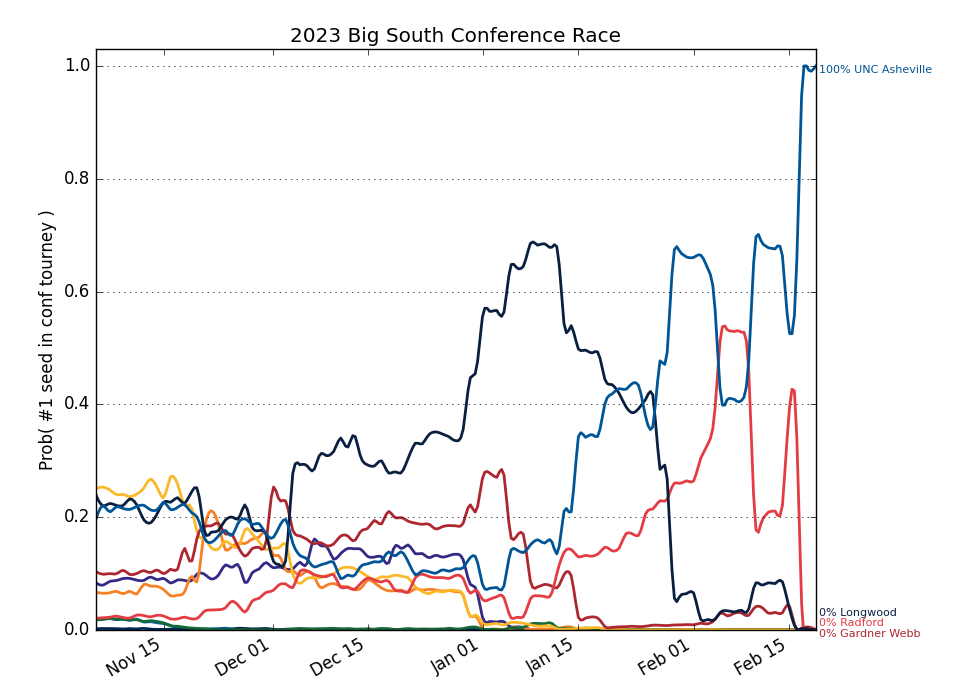 2023 Big South Conference Race
Prob( #1 seed in conf tourney )
1.0
0.8
0.6
0.4
0.2
0.0
Nov 15
Dec 01
Dec 15
Jan 01
Jan 15
Feb 01
Feb 15
100% UNC Asheville
0% Longwood
0% Radford
0% Gardner Webb